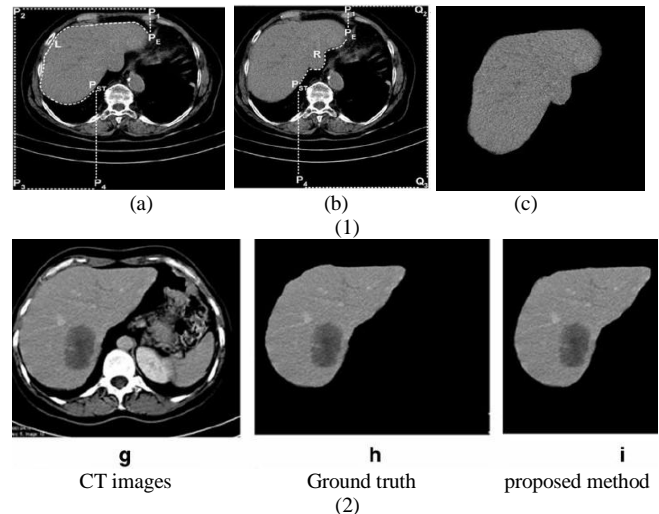 P2 P1
L PE
PST
P3 P4
(a)
P1 Q2
PE
R
PST
P4 Q3
(b)
(c)
(1)
g h i
CT images Ground truth proposed method
(2)